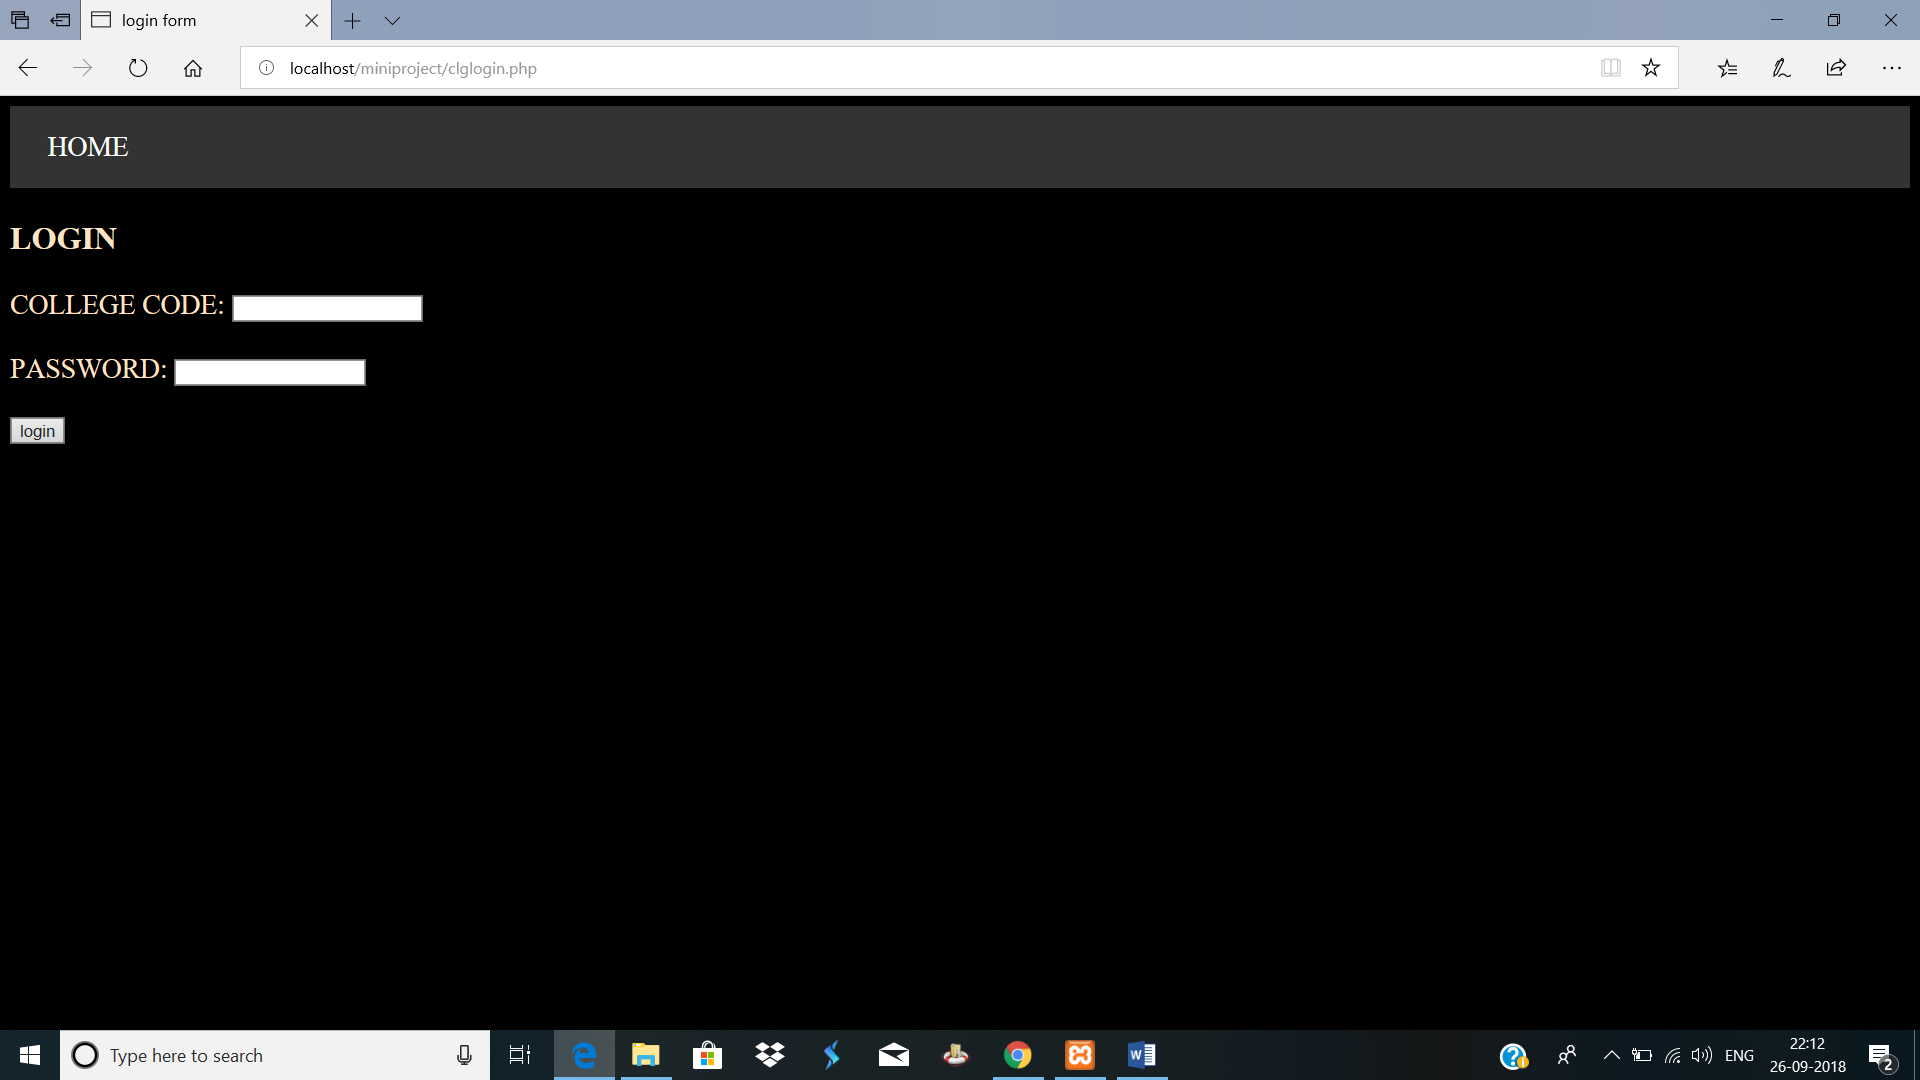 login form
localhost/miniproject/clglogin.php
HOME
LOGIN
COLLEGE CODE:
PASSWORD:
login
Type here to search
ENG
22:12
26-09-2018
2